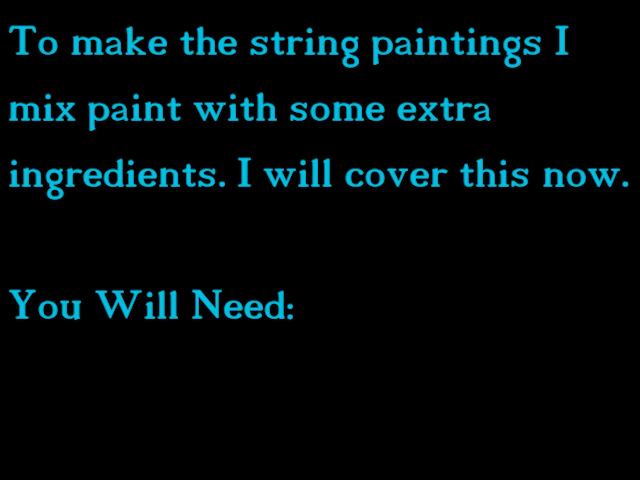 To make the string paintings I
mix paint with some extra
ingredients. I will cover this now.
You Will Need: